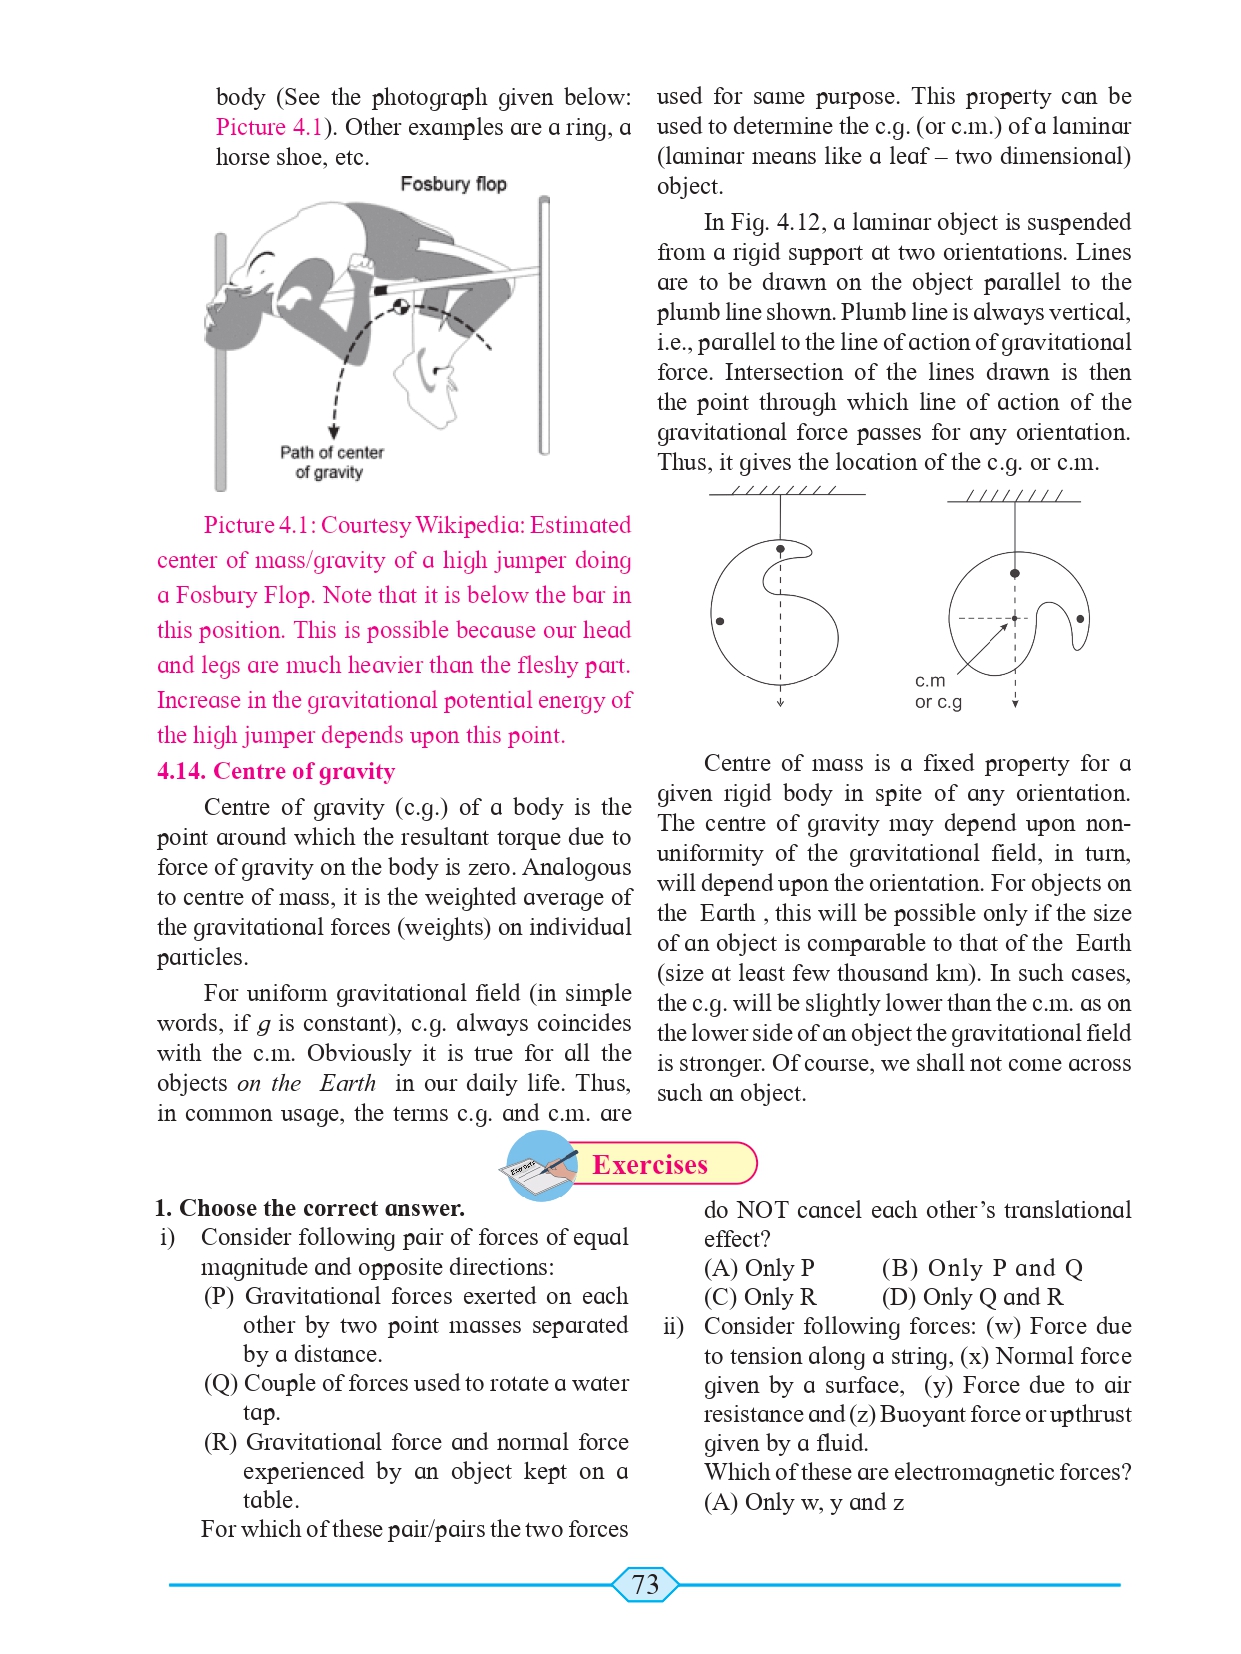 body (See the photograph given below:
Picture 4.1). Other examples are a ring, a
horse shoe, etc.
Fosbury flop
Path of center
of gravity
Picture 4.1: Courtesy Wikipedia: Estimated
center of mass/gravity of a high jumper doing
a Fosbury Flop. Note that it is below the bar in
this position. This is possible because our head
and legs are much heavier than the fleshy part.
Increase in the gravitational potential energy of
the high jumper depends upon this point.
4.14. Centre of gravity
Centre of gravity (c.g.) of a body is the
point around which the resultant torque due to
force of gravity on the body is zero. Analogous
to centre of mass, it is the weighted average of
the gravitational forces (weights) on individual
particles.
For uniform gravitational field (in simple
words, if g is constant), c.g. always coincides
with the c.m. Obviously it is true for all the
objects on the Earth in our daily life. Thus,
in common usage, the terms c.g. and c.m. are
used for same purpose. This property can be
used to determine the c.g. (or c.m.) of a laminar
(laminar means like a leaf – two dimensional)
object.
In Fig. 4.12, a laminar object is suspended
from a rigid support at two orientations. Lines
are to be drawn on the object parallel to the
plumb line shown. Plumb line is always vertical,
i.e., parallel to the line of action of gravitational
force. Intersection of the lines drawn is then
the point through which line of action of the
gravitational force passes for any orientation.
Thus, it gives the location of the c.g. or c.m.
c.m
or c.g
Centre of mass is a fixed property for a
given rigid body in spite of any orientation.
The centre of gravity may depend upon non-
uniformity of the gravitational field, in turn,
will depend upon the orientation. For objects on
the Earth , this will be possible only if the size
of an object is comparable to that of the Earth
(size at least few thousand km). In such cases,
the c.g. will be slightly lower than the c.m. as on
the lower side of an object the gravitational field
is stronger. Of course, we shall not come across
such an object.
Exercises
Exercises
1. Choose the correct answer.
i) Consider following pair of forces of equal
magnitude and opposite directions:
(P) Gravitational forces exerted on each
other by two point masses separated
by a distance.
(Q) Couple of forces used to rotate a water
tap.
(R) Gravitational force and normal force
experienced by an object kept on a
table.
For which of these pair/pairs the two forces
do NOT cancel each other's translational
effect?
(A) Only P (B) Only P and Q
(C) Only R (D) Only Q and R
ii) Consider following forces: (w) Force due
to tension along a string, (x) Normal force
given by a surface, (y) Force due to air
resistance and (z) Buoyant force or upthrust
given by a fluid.
Which of these are electromagnetic forces?
(A) Only w, y and z
73